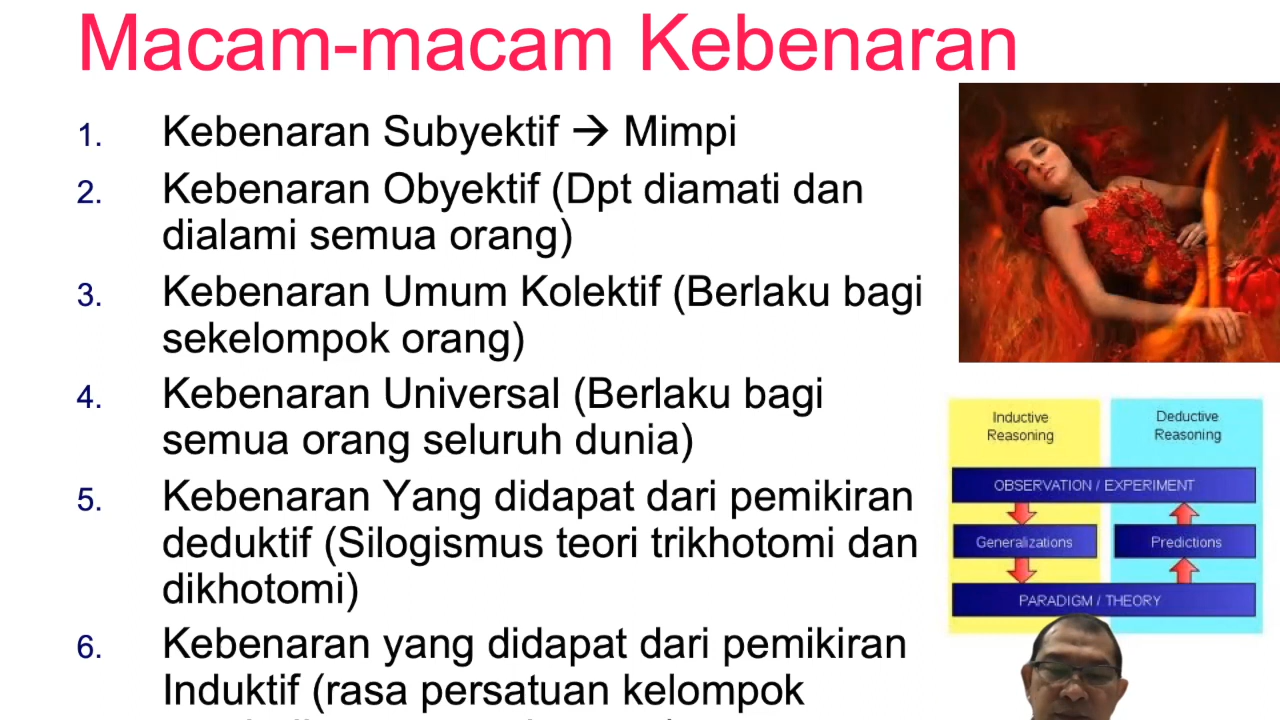 Macam-macam Kebenaran
1. Kebenaran Subyektif → Mimpi
2. Kebenaran Obyektif (Dpt diamati dan
dialami semua orang)
3. Kebenaran Umum Kolektif (Berlaku bagi
sekelompok orang)
4. Kebenaran Universal (Berlaku bagi
semua orang seluruh dunia)
5. Kebenaran Yang didapat dari pemikiran
deduktif (Silogismus teori trikhotomi dan
dikhotomi)
6. Kebenaran yang didapat dari pemikiran
Induktif (rasa persatuan kelompok
Inductive
Reasoning
Deductive
Reasoning
OBSERVATION / EXPERIMENT
Generalizations
Predictions
PARADIGM / THEORY